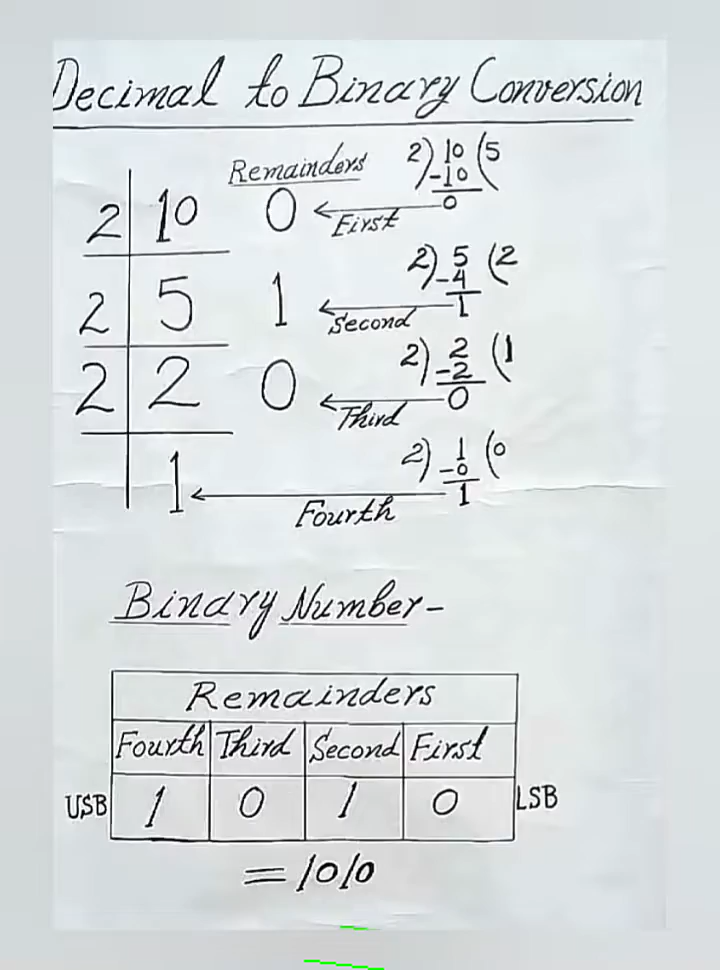 Decimal to Binary Conversion
Remainders 2) 10 (5
-10
2 10 0 First 0
2) 5 (2
-4
2 5 1 Second 1
2) 2 (1
-2
2 2 0 Third 0
2) 1 (0
-0
1 Fourth 1
Binary Number-
Remainders
Fourth Third Second First
USB 1 0 1 0 LSB
= 1010